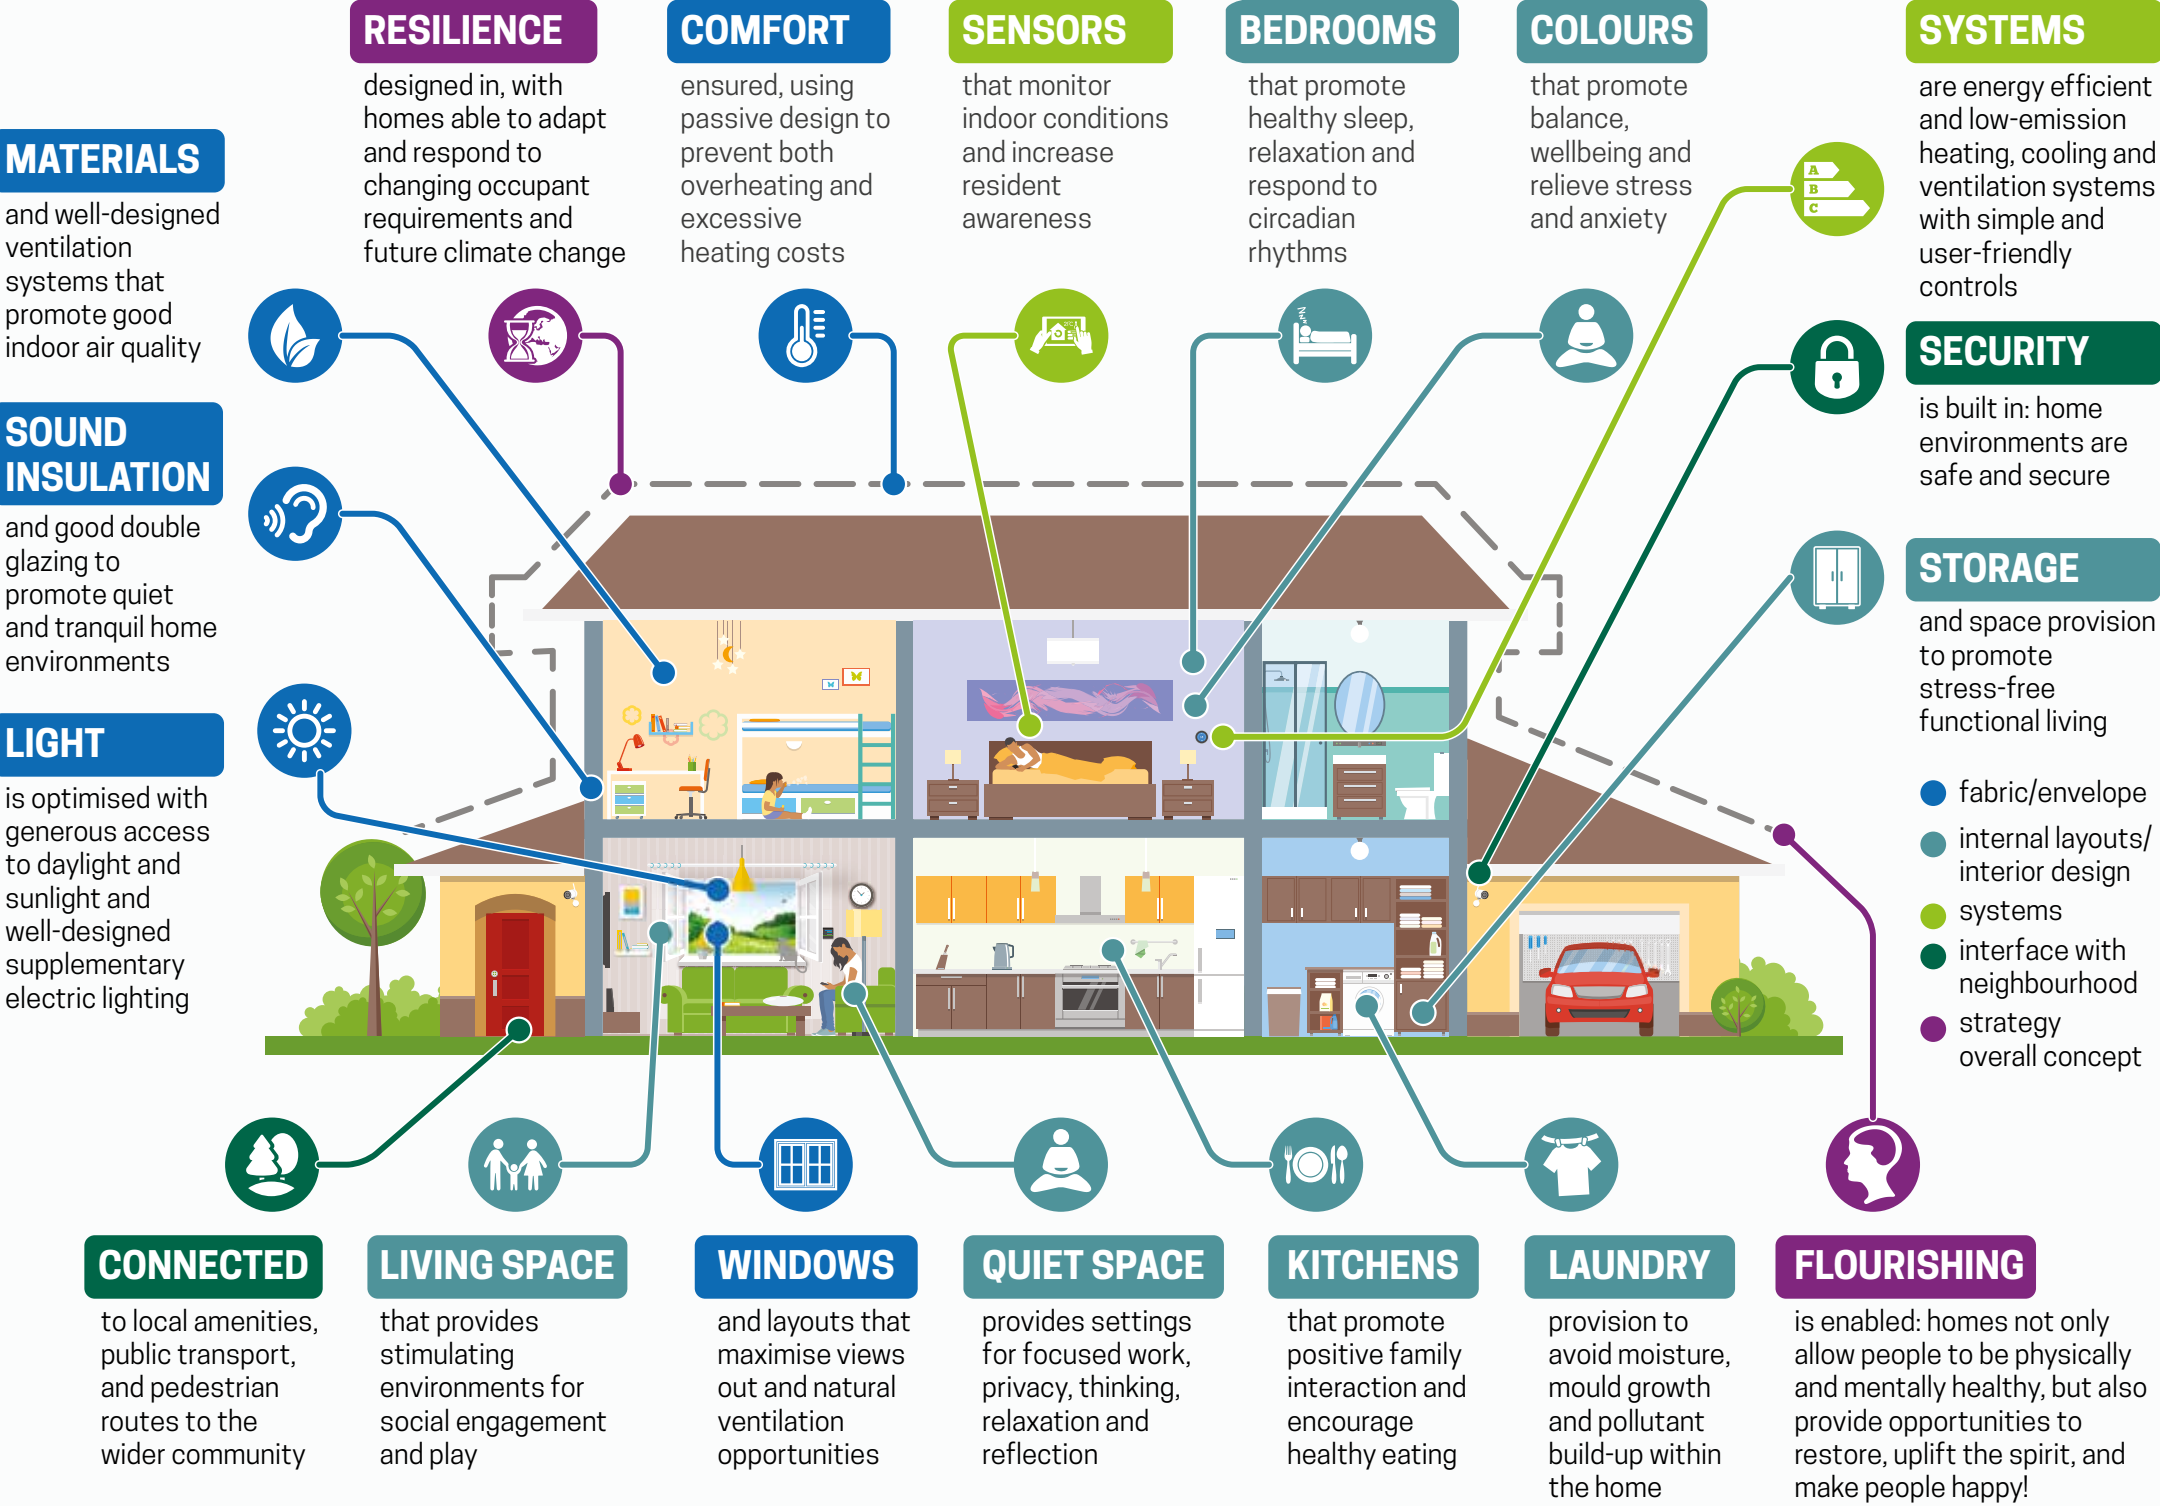 RESILIENCE
designed in, with
homes able to adapt
and respond to
changing occupant
requirements and
future climate change
COMFORT
ensured, using
passive design to
prevent both
overheating and
excessive
heating costs
SENSORS
that monitor
indoor conditions
and increase
resident
awareness
BEDROOMS
that promote
healthy sleep,
relaxation and
respond to
circadian
rhythms
COLOURS
that promote
balance,
wellbeing and
relieve stress
and anxiety
SYSTEMS
are energy efficient
and low-emission
heating, cooling and
ventilation systems
with simple and
user-friendly
controls
A
B
C
MATERIALS
and well-designed
ventilation
systems that
promote good
indoor air quality
SECURITY
is built in: home
environments are
safe and secure
SOUND
INSULATION
and good double
glazing to
promote quiet
and tranquil home
environments
STORAGE
and space provision
to promote
stress-free
functional living
LIGHT
is optimised with
generous access
to daylight and
sunlight and
well-designed
supplementary
electric lighting
fabric/envelope
internal layouts/
interior design
systems
interface with
neighbourhood
strategy
overall concept
CONNECTED
to local amenities,
public transport,
and pedestrian
routes to the
wider community
LIVING SPACE
that provides
stimulating
environments for
social engagement
and play
WINDOWS
and layouts that
maximise views
out and natural
ventilation
opportunities
QUIET SPACE
provides settings
for focused work,
privacy, thinking,
relaxation and
reflection
KITCHENS
that promote
positive family
interaction and
encourage
healthy eating
LAUNDRY
provision to
avoid moisture,
mould growth
and pollutant
build-up within
the home
FLOURISHING
is enabled: homes not only
allow people to be physically
and mentally healthy, but also
provide opportunities to
restore, uplift the spirit, and
make people happy!